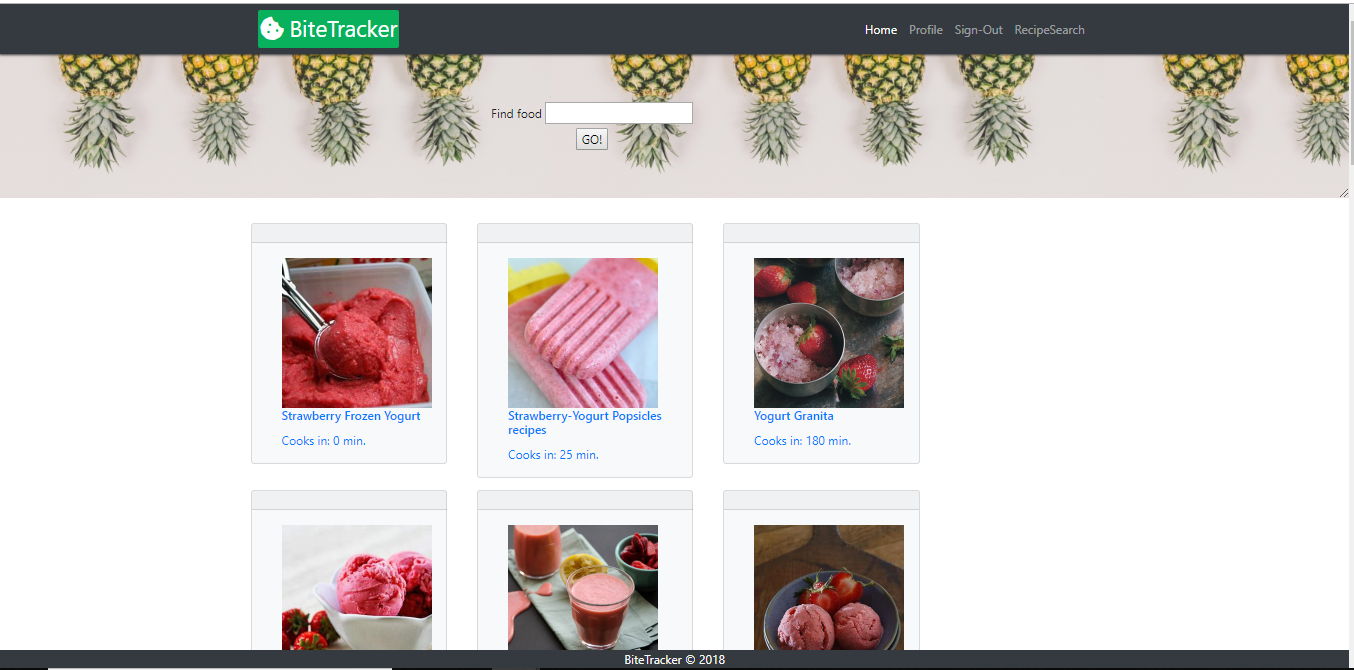 BiteTracker
Home Profile Sign-Out RecipeSearch
Find food
GO!
Strawberry Frozen Yogurt
Cooks in: 0 min.
Strawberry-Yogurt Popsicles
recipes
Cooks in: 25 min.
Yogurt Granita
Cooks in: 180 min.
BiteTracker © 2018